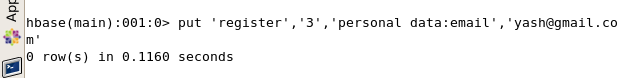 App
hbase(main):001:0> put 'register','3','personal data:email','yash@gmail.co
m'
0 row(s) in 0.1160 seconds